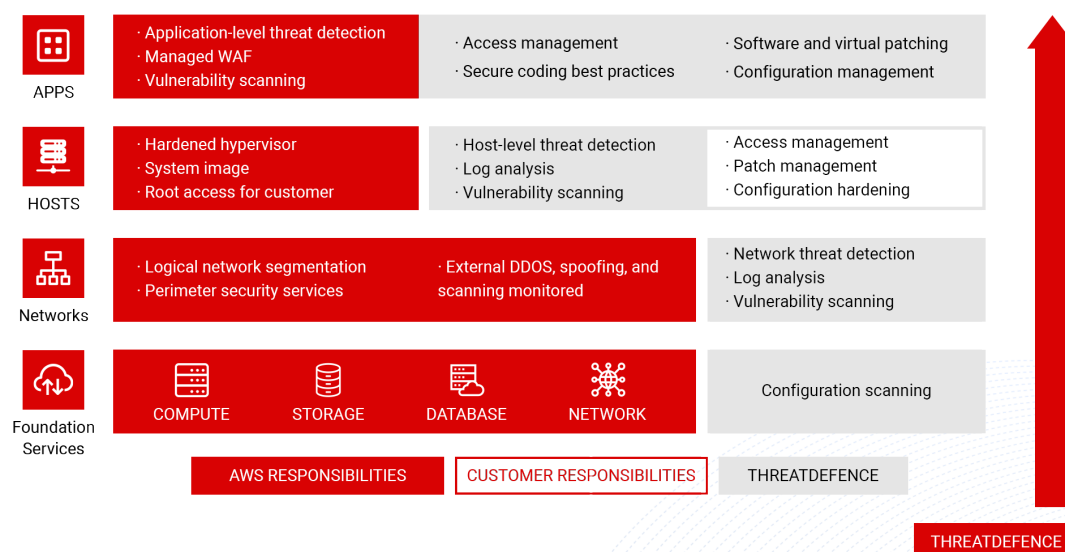 · Application-level threat detection
· Managed WAF
· Vulnerability scanning
· Access management
· Secure coding best practices
· Software and virtual patching
· Configuration management
APPS
· Hardened hypervisor
· System image
· Root access for customer
· Host-level threat detection
· Log analysis
· Vulnerability scanning
· Access management
· Patch management
· Configuration hardening
HOSTS
· Logical network segmentation
· Perimeter security services
· External DDOS, spoofing, and
scanning monitored
· Network threat detection
· Log analysis
· Vulnerability scanning
Networks
COMPUTE
STORAGE
DATABASE
NETWORK
Configuration scanning
Foundation
Services
AWS RESPONSIBILITIES
CUSTOMER RESPONSIBILITIES
THREATDEFENCE
THREATDEFENCE